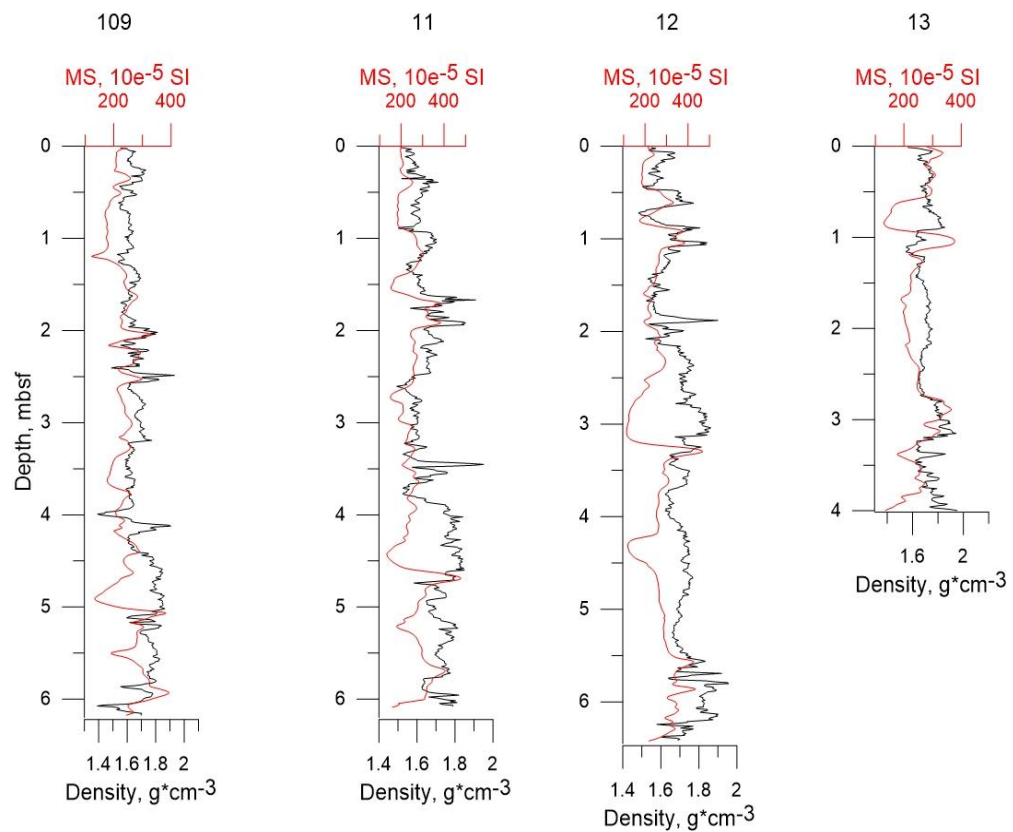 109 11 12 13
MS, 10e-5 SI MS, 10e-5 SI MS, 10e-5 SI MS, 10e-5 SI
200 400 200 400 200 400 200 400
0 0 0 0
1 1 1 1
2 2 2 2
3 3 3 3
4 4 4 4
5 5 5
6 6 6
Depth, mbsf
1.6 2
Density, g*cm-3
1.4 1.6 1.8 2 1.4 1.6 1.8 2 1.4 1.6 1.8 2
Density, g*cm-3 Density, g*cm-3 Density, g*cm-3